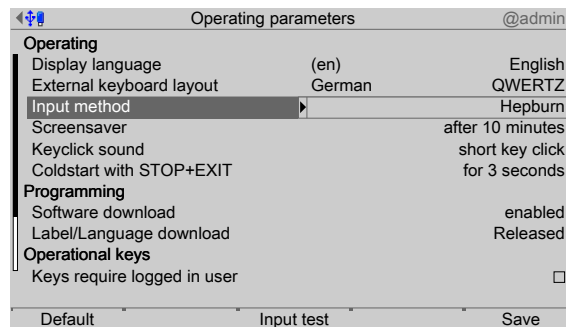 Operating parameters @admin
Operating
Display language (en) English
External keyboard layout German QWERTZ
Input method Hepburn
Screensaver after 10 minutes
Keyclick sound short key click
Coldstart with STOP+EXIT for 3 seconds
Programming
Software download enabled
Label/Language download Released
Operational keys
Keys require logged in user
Default Input test Save